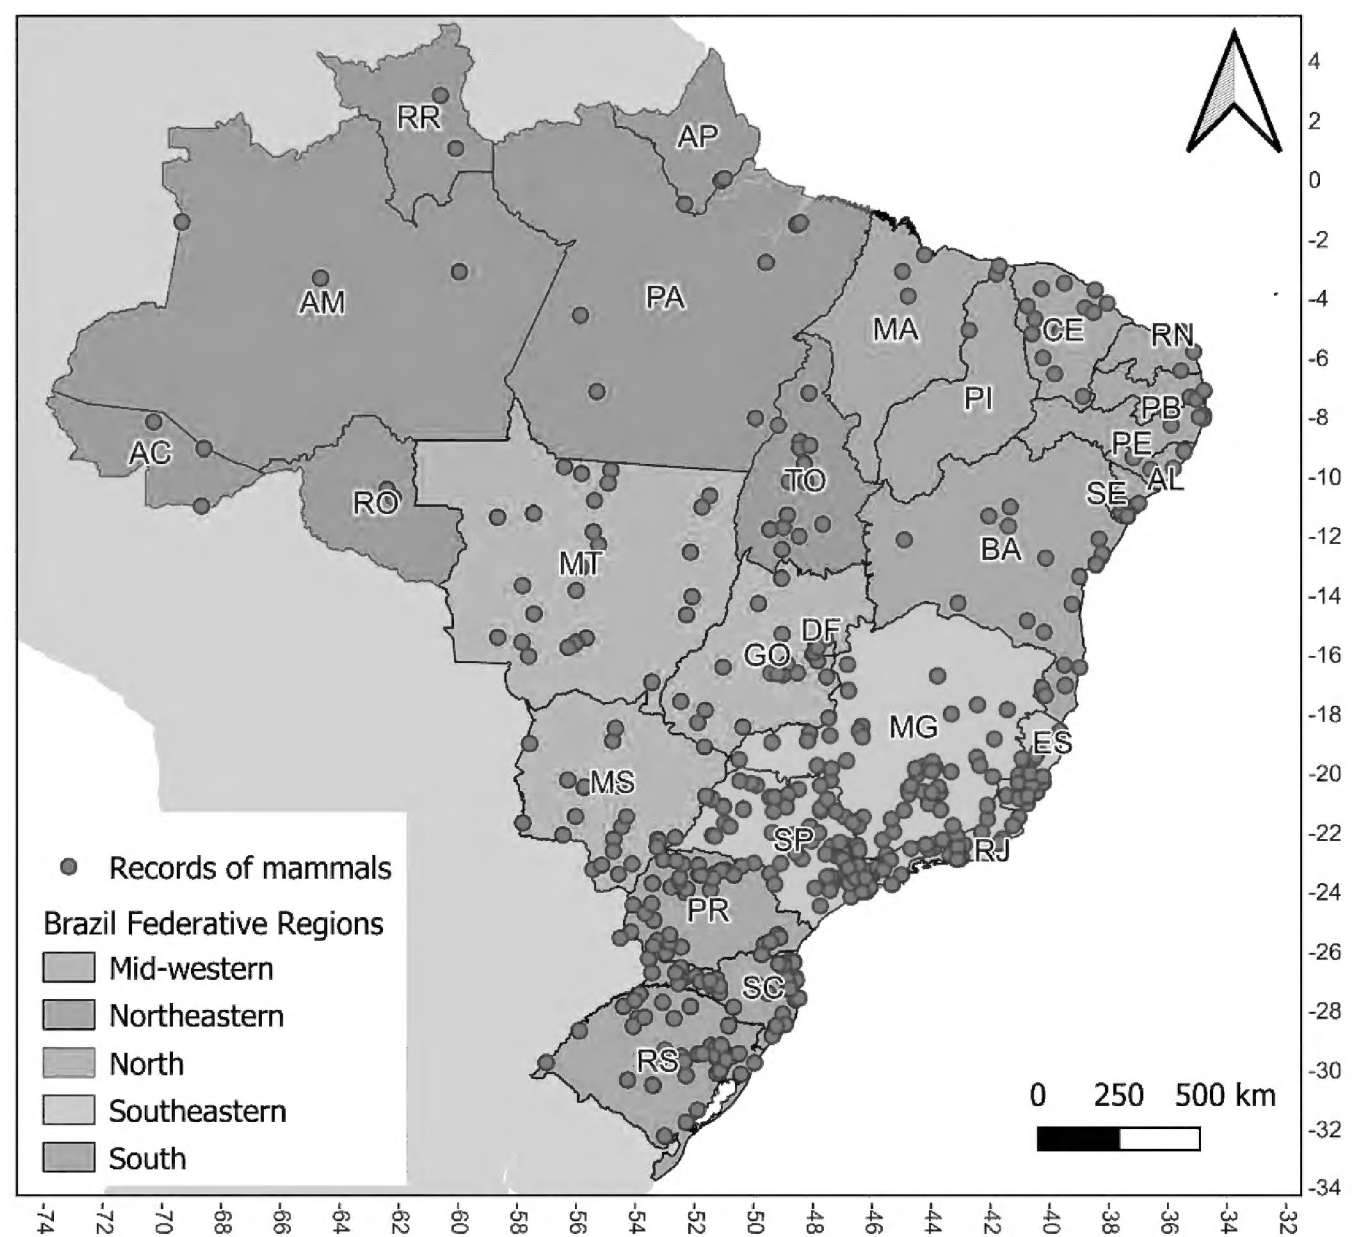 4
2
0
-2
-4
-6
-8
-10
-12
-14
-16
-18
-20
-22
-24
-26
-28
-30
-32
-34
RR
AP
AM
PA
MA
CE
RN
PI
PB
PE
AL
SE
AC
RO
TO
MT
BA
DF
GO
MG
ES
MS
SP
RJ
PR
SC
RS
Records of mammals
Brazil Federative Regions
Mid-western
Northeastern
North
Southeastern
South
0 250 500 km
-74 -72 -70 -68 -66 -64 -62 -60 -58 -56 -54 -52 -50 -48 -46 -44 -42 -40 -38 -36 -34 -32